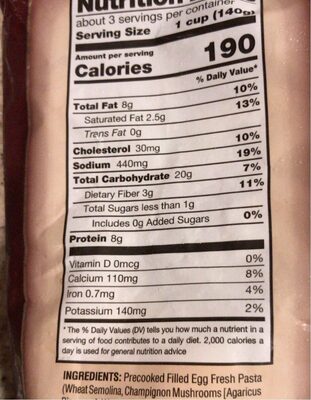 Nutrition
about 3 servings per container
Serving Size 1 cup (140g)
Amount per serving
Calories 190
% Daily Value*
Total Fat 8g 10%
Saturated Fat 2.5g 13%
Trans Fat 0g
Cholesterol 30mg 10%
Sodium 440mg 19%
Total Carbohydrate 20g 7%
Dietary Fiber 3g 11%
Total Sugars less than 1g
Includes 0g Added Sugars 0%
Protein 8g
Vitamin D 0mcg 0%
Calcium 110mg 8%
Iron 0.7mg 4%
Potassium 140mg 2%
* The % Daily Values (DV) tells you how much a nutrient in a
serving of food contributes to a daily diet. 2,000 calories a
day is used for general nutrition advice
INGREDIENTS: Precooked Filled Egg Fresh Pasta
(Wheat Semolina, Champignon Mushrooms [Agaricus